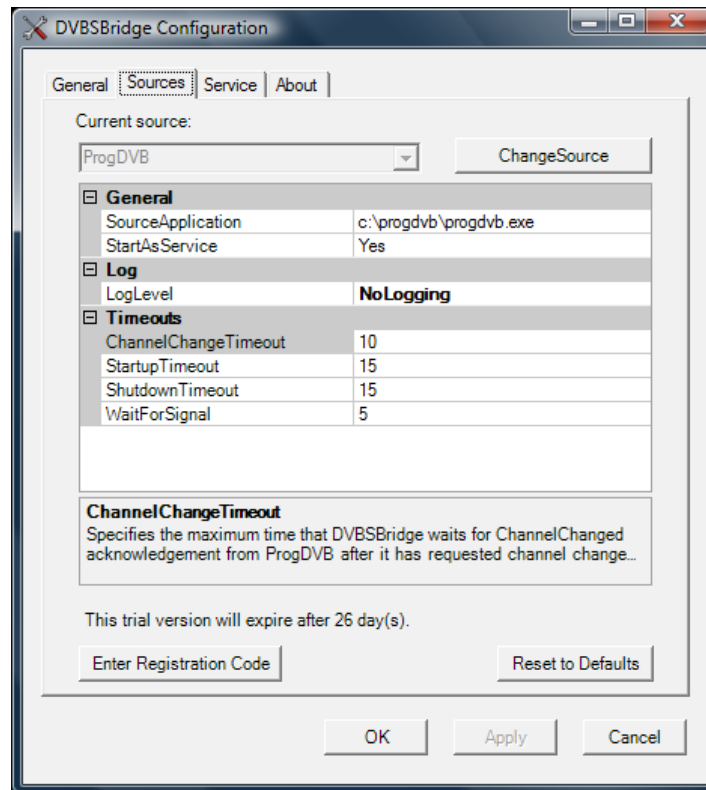 DVBSBridge Configuration
General Sources Service About
Current source:
ProgDVB ChangeSource
General
SourceApplication c:\progdvb\progdvb.exe
StartAsService Yes
Log
LogLevel NoLogging
Timeouts
ChannelChangeTimeout 10
StartupTimeout 15
ShutdownTimeout 15
WaitForSignal 5
ChannelChangeTimeout
Specifies the maximum time that DVBSBridge waits for ChannelChanged
acknowledgement from ProgDVB after it has requested channel change...
This trial version will expire after 26 day(s).
Enter Registration Code Reset to Defaults
OK Apply Cancel